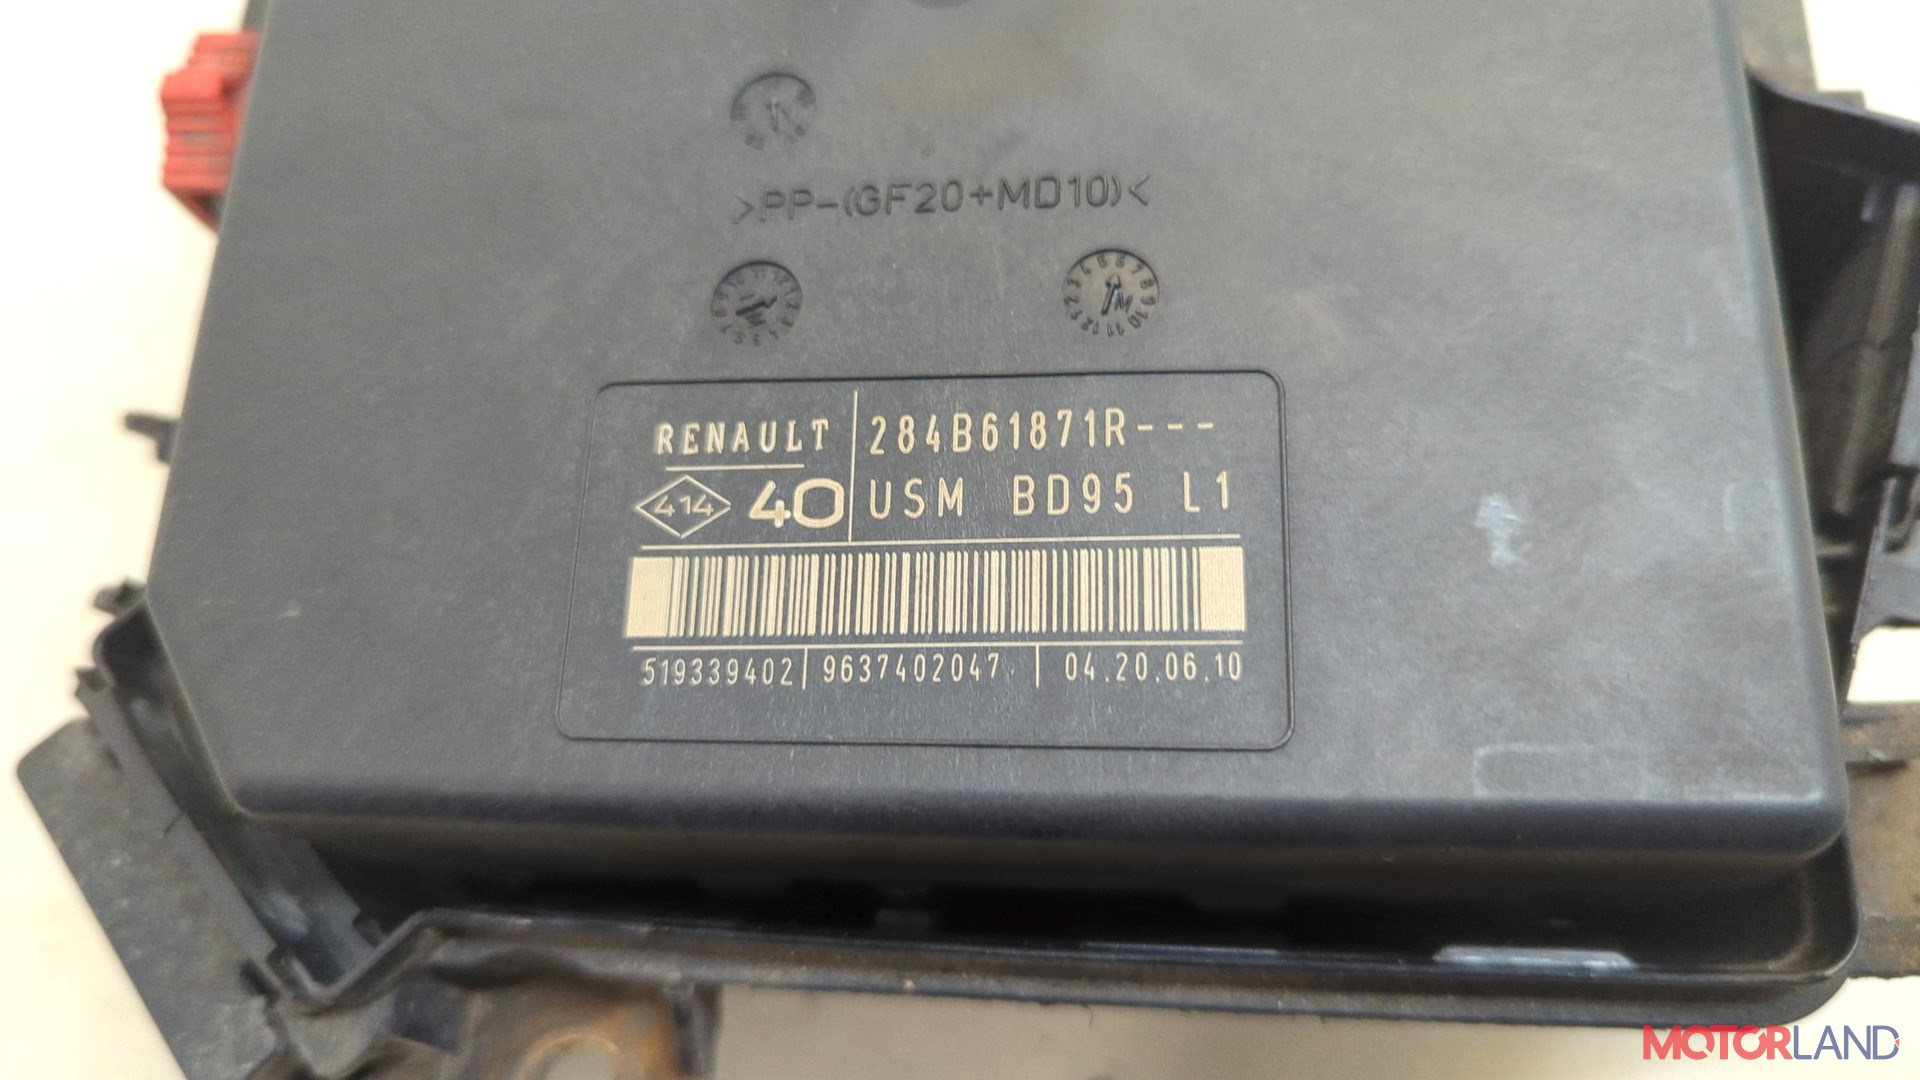 >PP-(GF20+MD10)<
RENAULT
284B61871R---
414 40
USM BD95 L1
519339402 9637402047 04.20.06.10
MOTORLAND